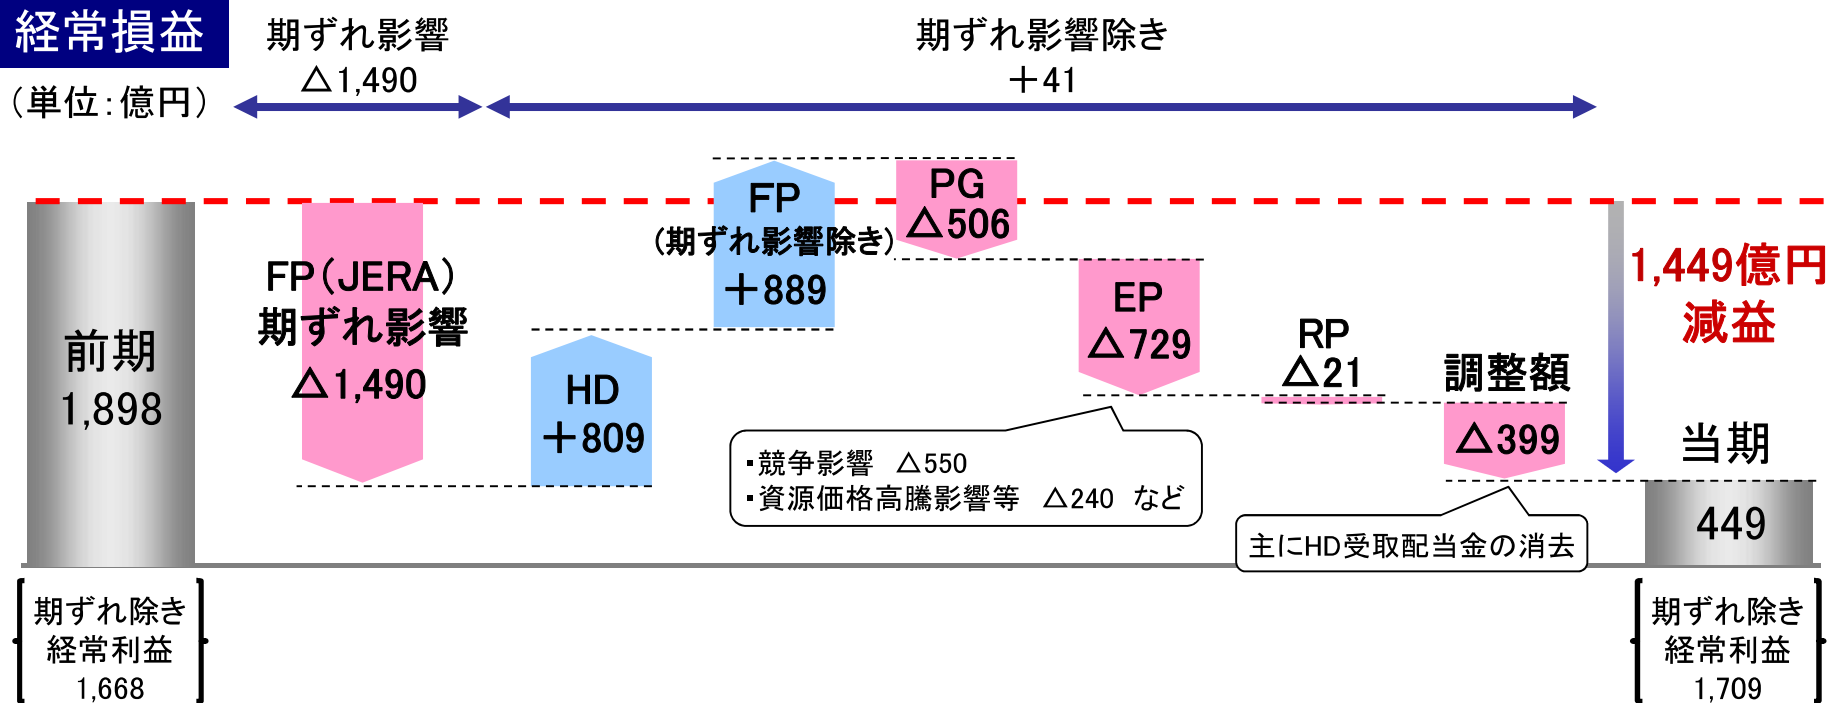 経常損益
(単位:億円)
期ずれ影響
△1,490
期ずれ影響除き
＋41
前期
1,898
FP(JERA)
期ずれ影響
△1,490
HD
＋809
FP
(期ずれ影響除き)
＋889
PG
△506
EP
△729
RP
△21
調整額
△399
1,449億円
減益
当期
449
・競争影響　△550
・資源価格高騰影響等　△240　など
主にHD受取配当金の消去
期ずれ除き
経常利益
1,668
期ずれ除き
経常利益
1,709